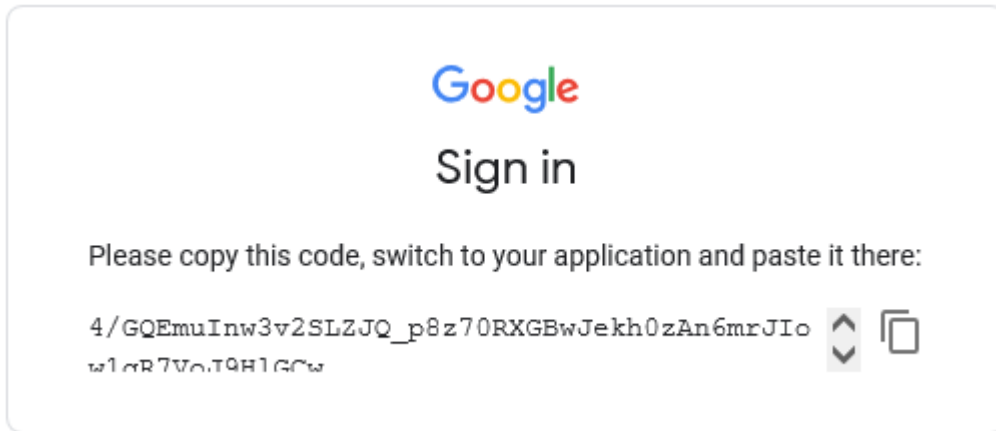 Google
Sign in
Please copy this code, switch to your application and paste it there:
4/GQEmuInw3v2SLZJQ_p8z70RXGBwJekh0zAn6mrJIo